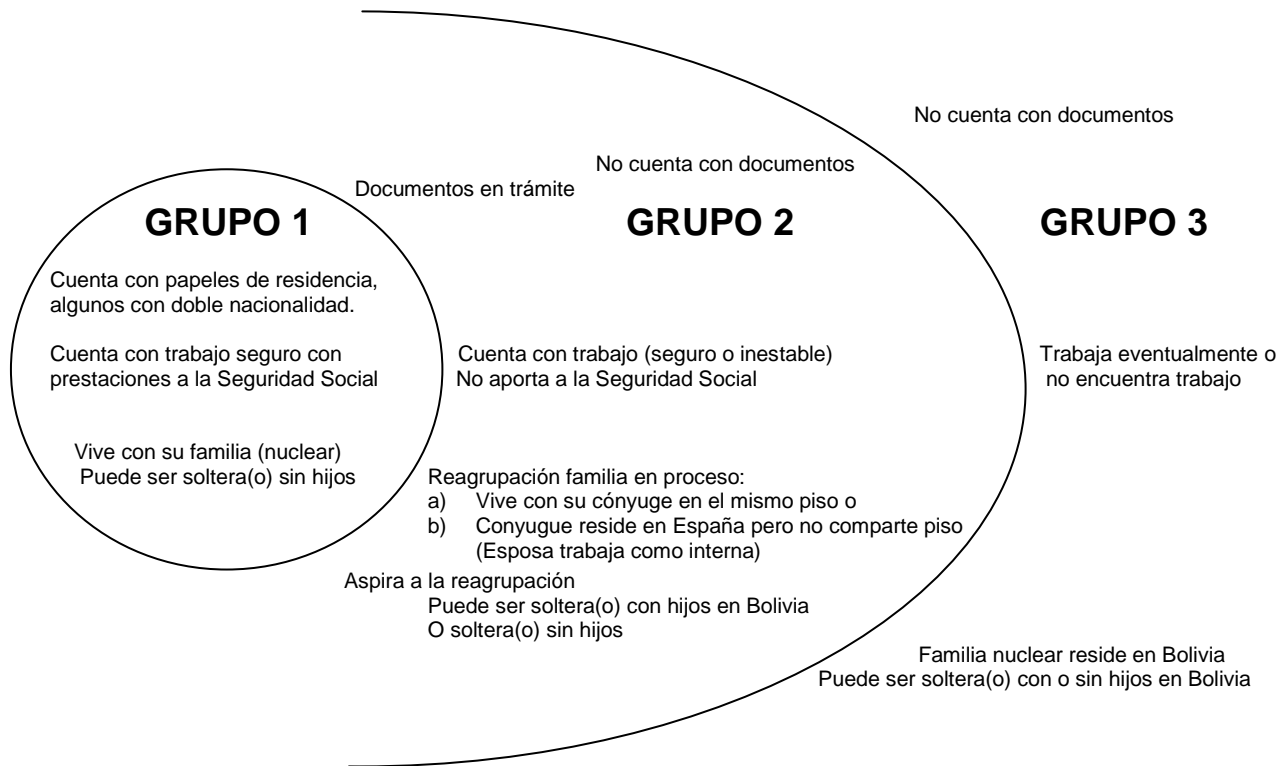 No cuenta con documentos
No cuenta con documentos
Documentos en trámite
GRUPO 1
GRUPO 2
GRUPO 3
Cuenta con papeles de residencia,
algunos con doble nacionalidad.
Cuenta con trabajo seguro con
prestaciones a la Seguridad Social
Cuenta con trabajo (seguro o inestable)
No aporta a la Seguridad Social
Trabaja eventualmente o
no encuentra trabajo
Vive con su familia (nuclear)
Puede ser soltera(o) sin hijos
Reagrupación familia en proceso:
a) Vive con su cónyuge en el mismo piso o
b) Conyugue reside en España pero no comparte piso
(Esposa trabaja como interna)
Aspira a la reagrupación
Puede ser soltera(o) con hijos en Bolivia
O soltera(o) sin hijos
Familia nuclear reside en Bolivia
Puede ser soltera(o) con o sin hijos en Bolivia